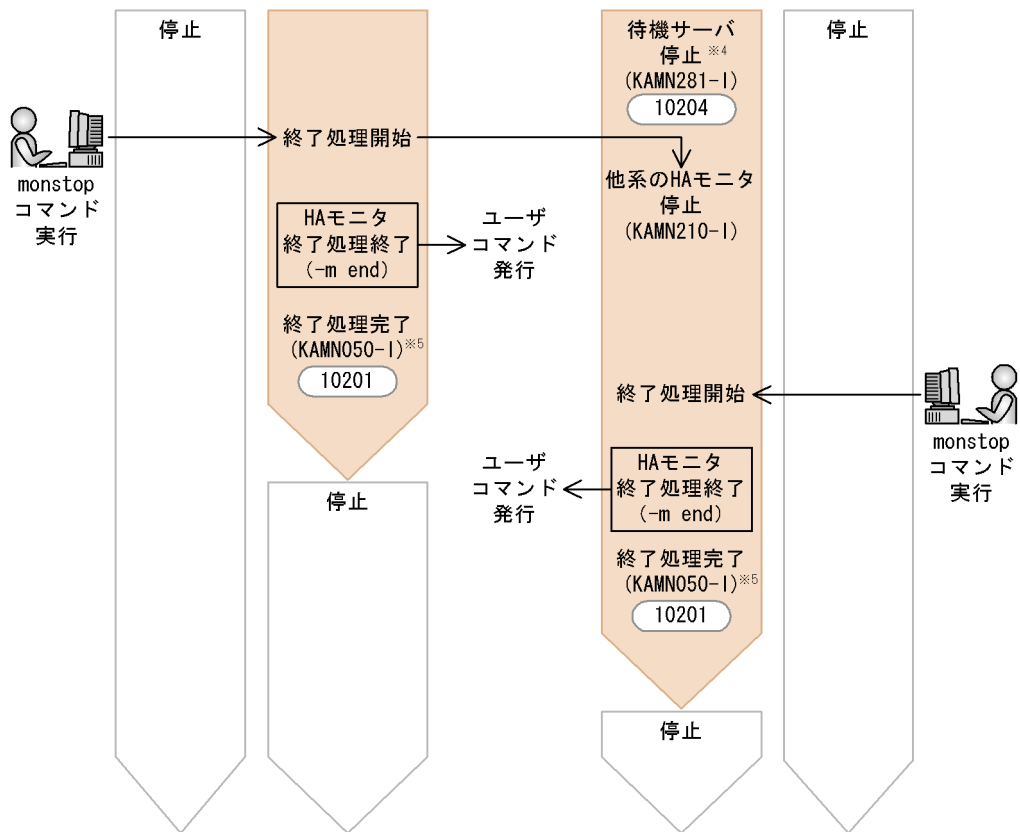 停止
待機サーバ
停止※4
(KAMN281-I)
10204
停止
monstop
コマンド
実行
終了処理開始
他系のHAモニタ
停止
(KAMN210-I)
HAモニタ
終了処理終了
(-m end)
ユーザ
コマンド
発行
終了処理完了
(KAMN050-I)※5
10201
終了処理開始
monstop
コマンド
実行
停止
ユーザ
コマンド
発行
HAモニタ
終了処理終了
(-m end)
終了処理完了
(KAMN050-I)※5
10201
停止